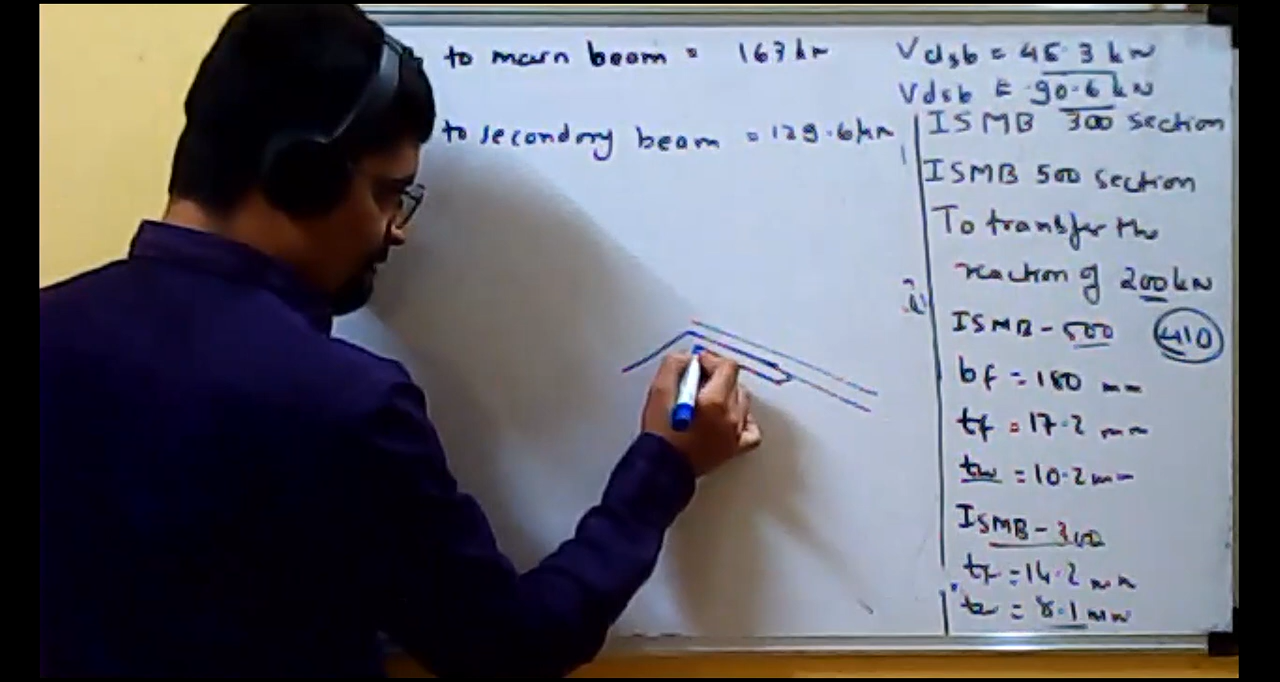 to main beam = 167 kN
to secondry beam = 129.6 kN
Vdsb = 45.3 kN
Vdsb = 90.6 kN
ISMB 300 section
ISMB 500 section
To transfer the
reaction of 200 kN
ISMB - 500 410
bf = 180 mm
tf = 17.2 mm
tw = 10.2 mm
ISMB - 300
tf = 14.2 mm
tw = 8.1 mm